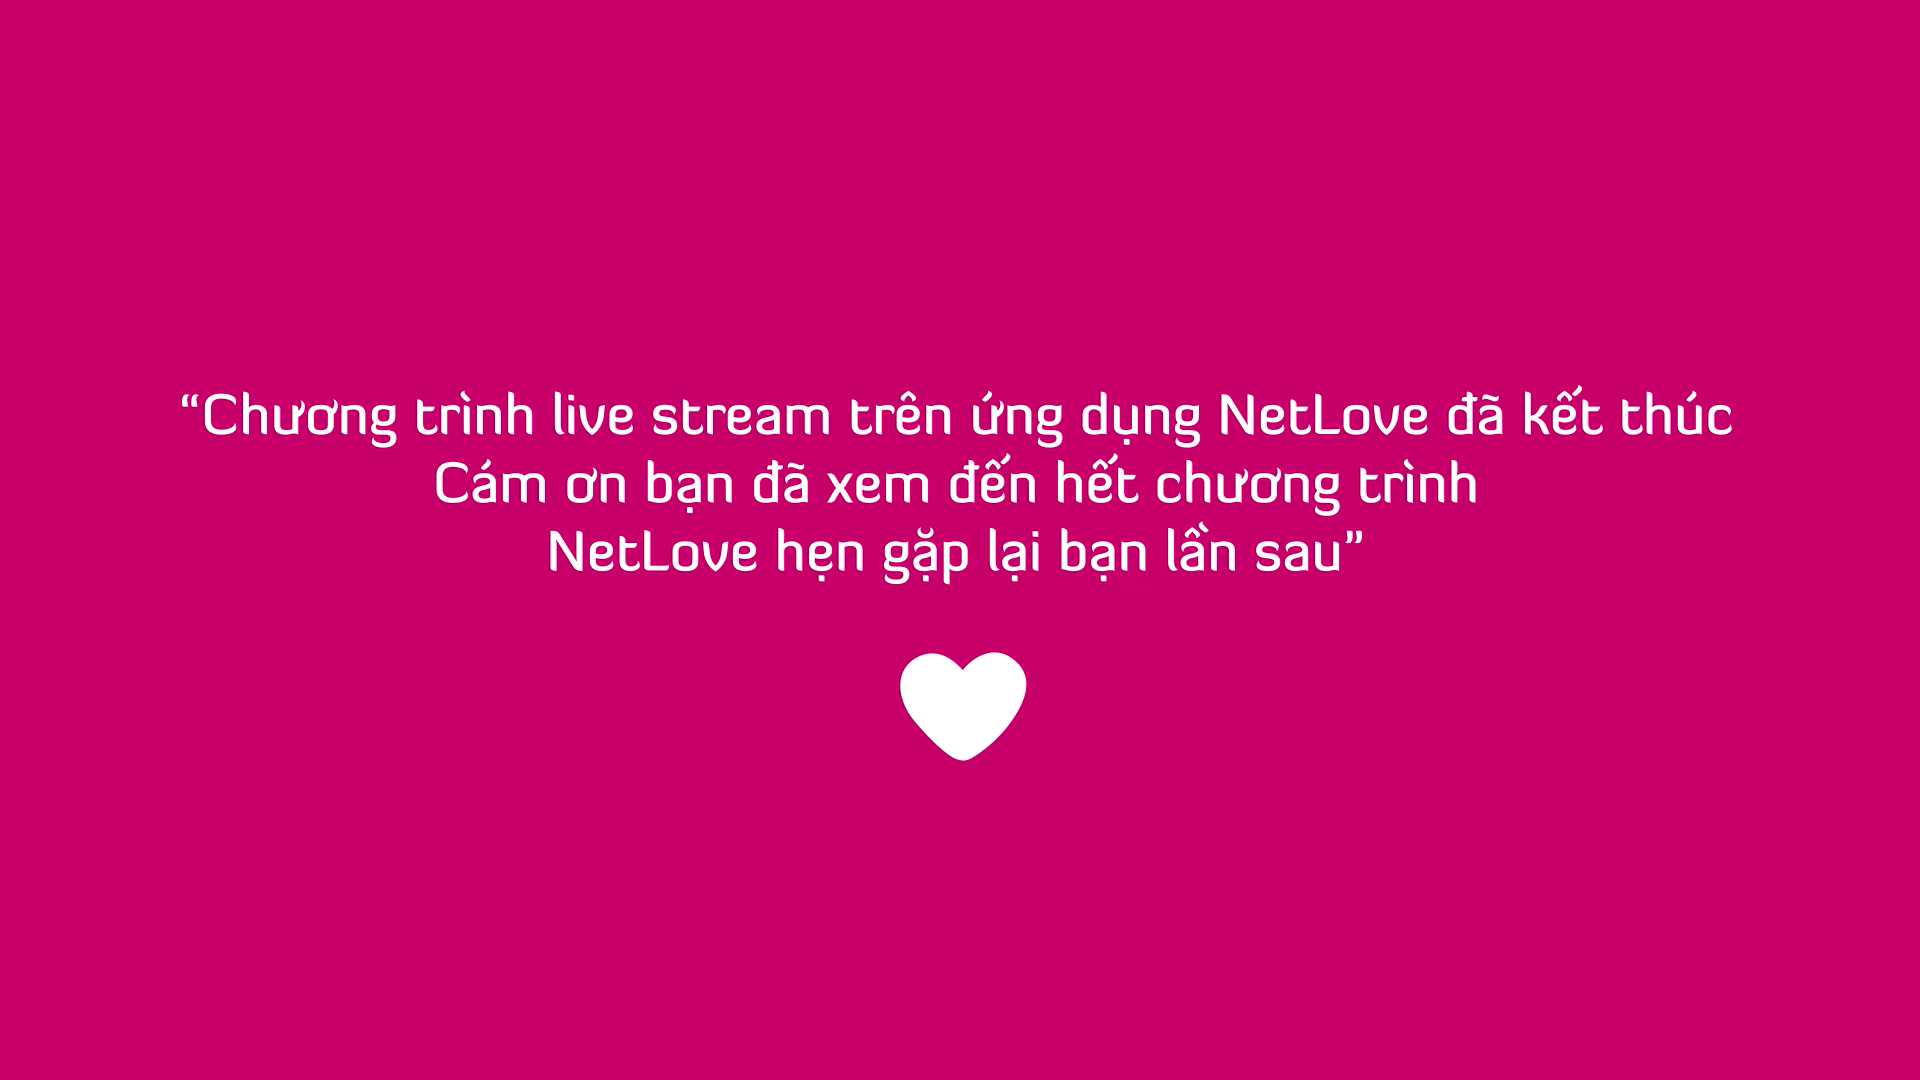 “Chương trình live stream trên ứng dụng NetLove đã kết thúc
Cám ơn bạn đã xem đến hết chương trình
NetLove hẹn gặp lại bạn lần sau”